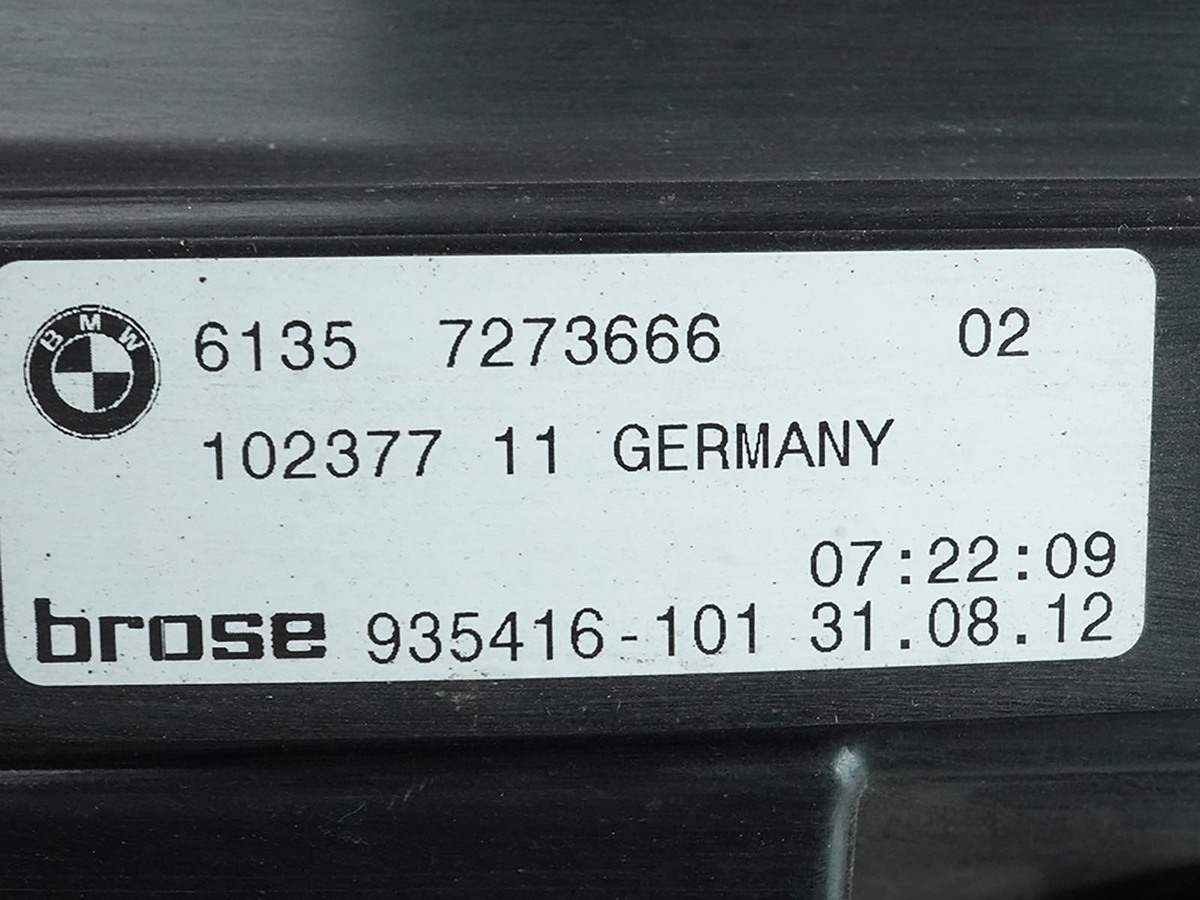 BMW 6135 7273666 02
102377 11 GERMANY
07:22:09
brose 935416-101 31.08.12